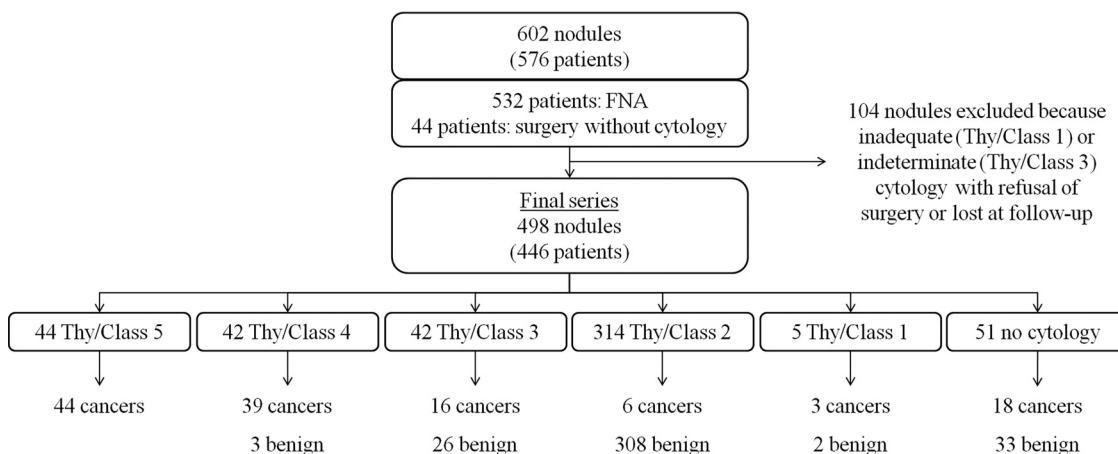 602 nodules
(576 patients)
532 patients: FNA
44 patients: surgery without cytology
104 nodules excluded because
inadequate (Thy/Class 1) or
indeterminate (Thy/Class 3)
cytology with refusal of
surgery or lost at follow-up
Final series
498 nodules
(446 patients)
44 Thy/Class 5
42 Thy/Class 4
42 Thy/Class 3
314 Thy/Class 2
5 Thy/Class 1
51 no cytology
44 cancers
39 cancers
16 cancers
6 cancers
3 cancers
18 cancers
3 benign
26 benign
308 benign
2 benign
33 benign